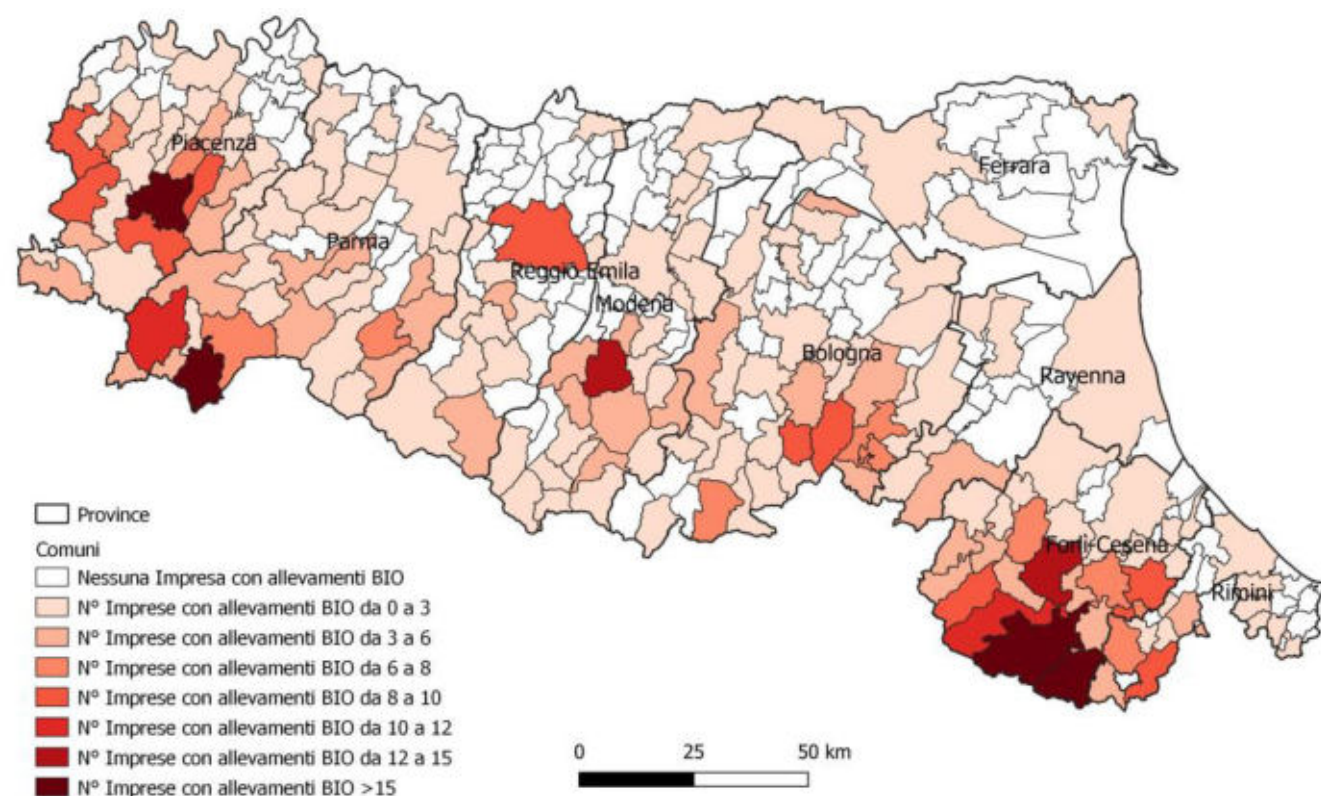 Piacenza
Ferrara
Parma
Reggio Emila
Modena
Bologna
Ravenna
Forlì-Cesena
Rimini
Province
Comuni
Nessuna Impresa con allevamenti BIO
N° Imprese con allevamenti BIO da 0 a 3
N° Imprese con allevamenti BIO da 3 a 6
N° Imprese con allevamenti BIO da 6 a 8
N° Imprese con allevamenti BIO da 8 a 10
N° Imprese con allevamenti BIO da 10 a 12
N° Imprese con allevamenti BIO da 12 a 15
N° Imprese con allevamenti BIO >15
0 25 50 km